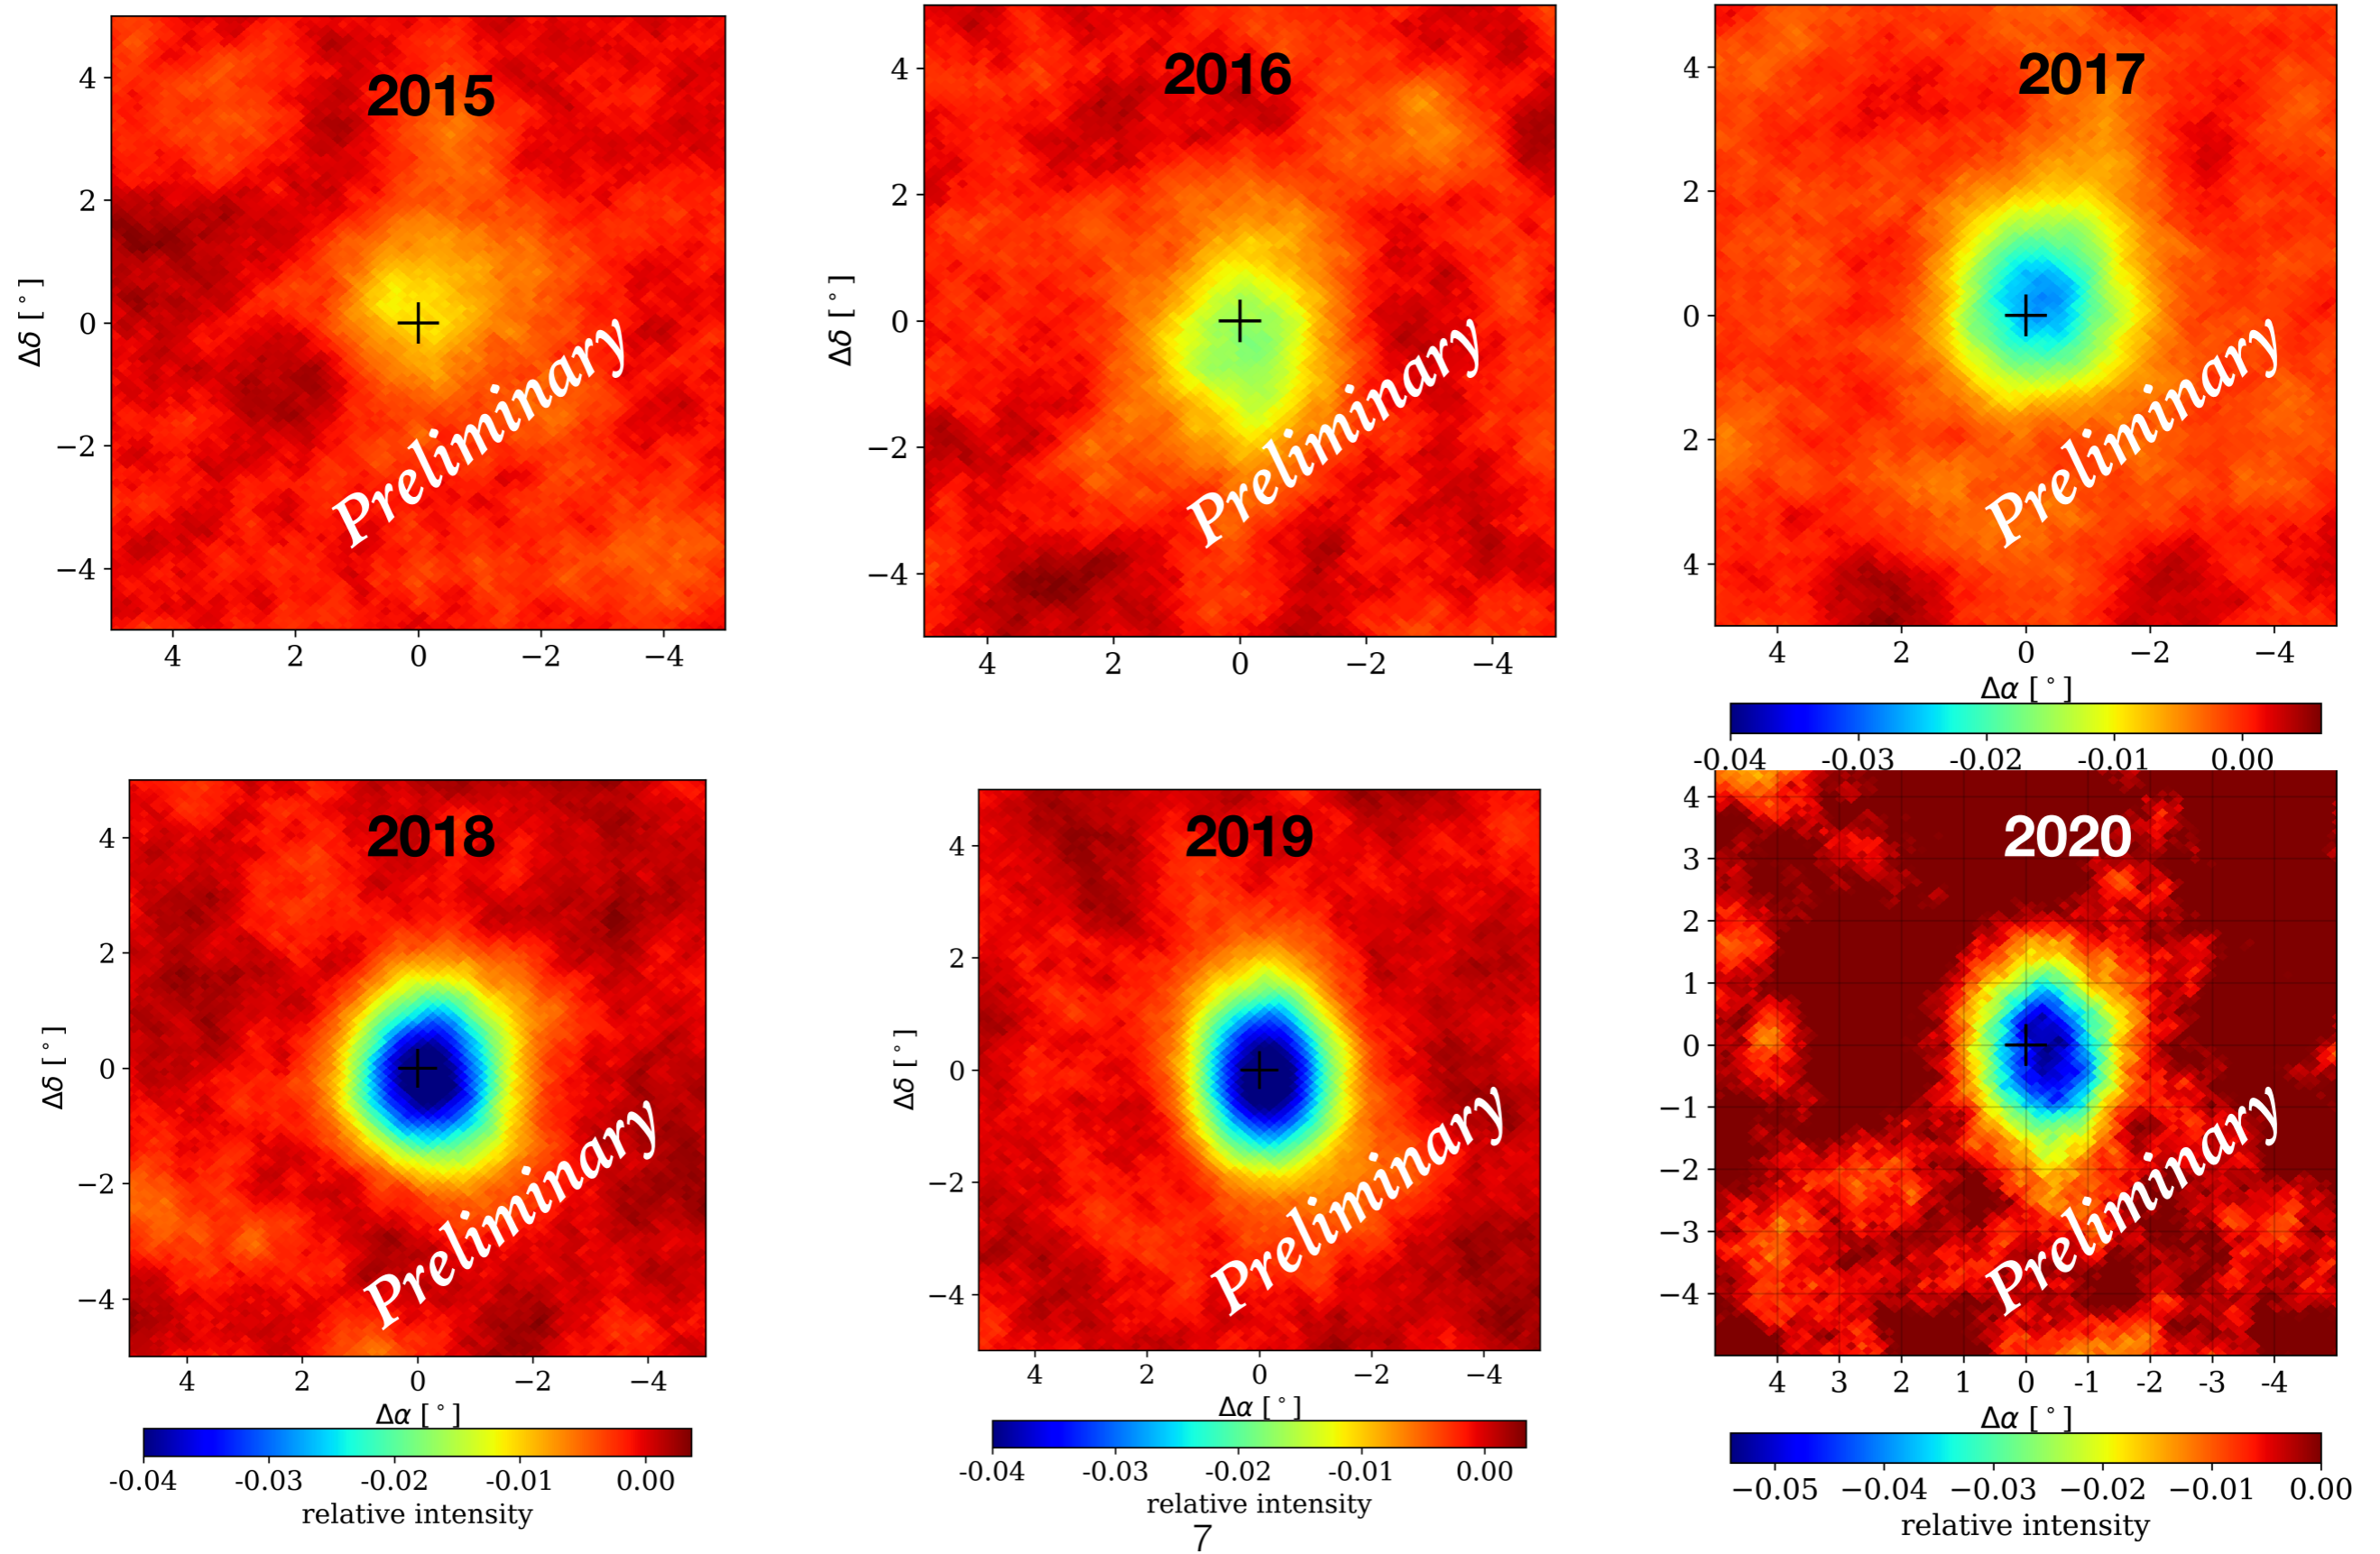 2015
4
2
0
−2
−4
Δδ [°]
4 2 0 −2 −4
Preliminary
2016
4
2
0
−2
−4
Δδ [°]
4 2 0 −2 −4
Preliminary
2017
4
2
0
2
4
4 2 0 −2 −4
Δα [°]
Preliminary
-0.04 -0.03 -0.02 -0.01 0.00
2018
4
2
0
−2
−4
Δδ [°]
4 2 0 −2 −4
Δα [°]
Preliminary
-0.04 -0.03 -0.02 -0.01 0.00
relative intensity
2019
4
2
0
−2
−4
Δδ [°]
4 2 0 −2 −4
Δα [°]
Preliminary
-0.04 -0.03 -0.02 -0.01 0.00
relative intensity
7
2020
4
3
2
1
0
−1
−2
−3
−4
4 3 2 1 0 -1 -2 -3 -4
Δα [°]
Preliminary
−0.05 −0.04 −0.03 −0.02 −0.01 0.00
relative intensity